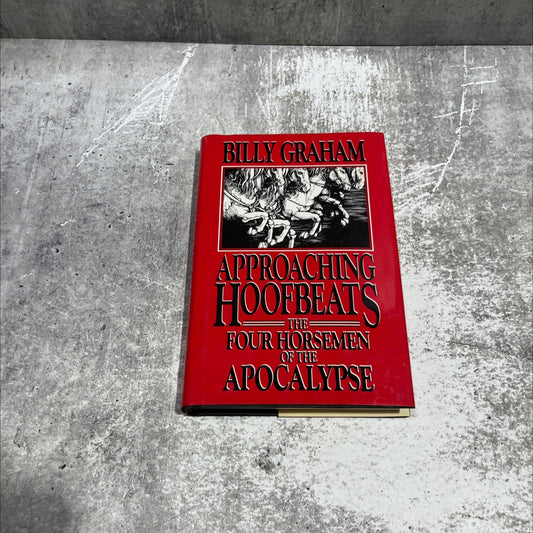 BILLY GRAHAM
APPROACHING
HOOFBEATS
THE
FOUR HORSEMEN
OF THE
APOCALYPSE